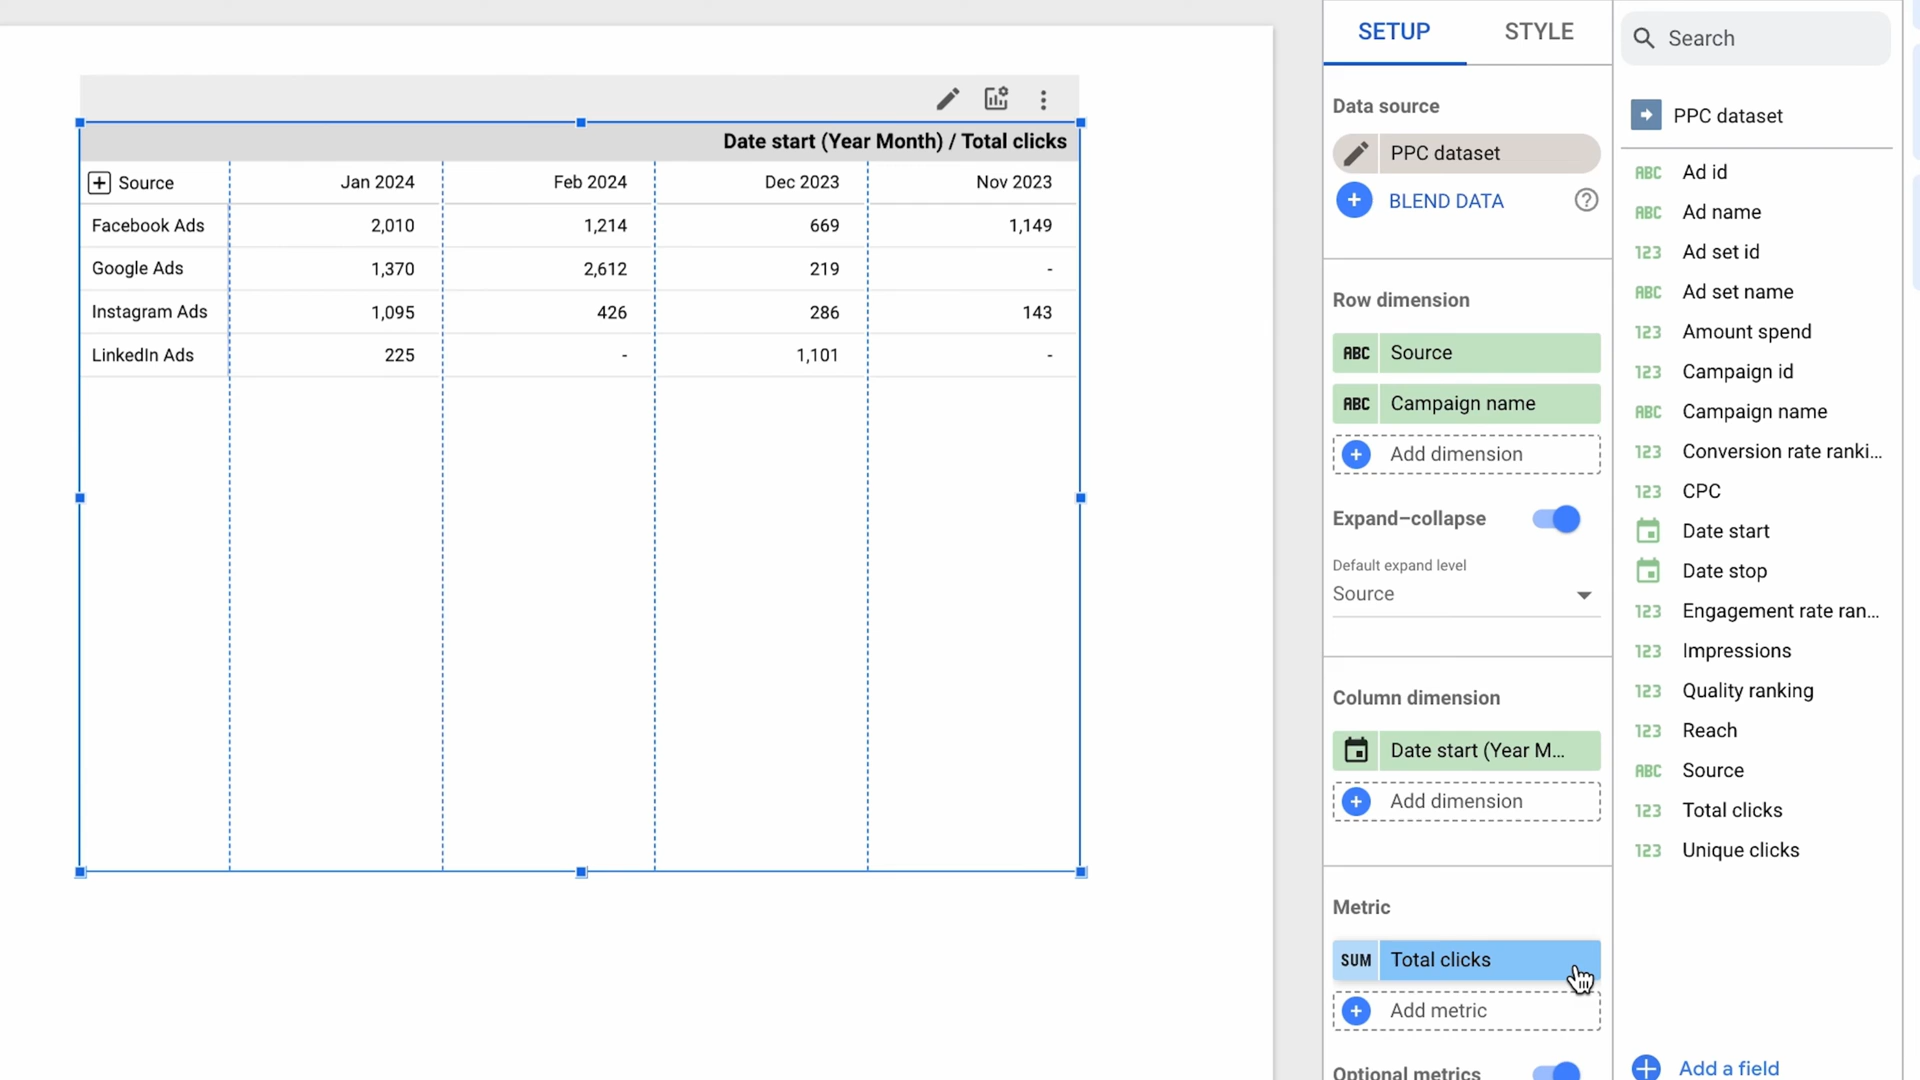 SETUP
STYLE
Search
Data source
PPC dataset
BLEND DATA
?
PPC dataset
Date start (Year Month) / Total clicks
Source Jan 2024 Feb 2024 Dec 2023 Nov 2023
Facebook Ads 2,010 1,214 669 1,149
Google Ads 1,370 2,612 219 -
Instagram Ads 1,095 426 286 143
LinkedIn Ads 225 - 1,101 -
Row dimension
ABC Source
ABC Campaign name
Add dimension
Expand–collapse
Default expand level
Source
Column dimension
Date start (Year M...
Add dimension
Metric
SUM Total clicks
Add metric
Optional metrics
ABC Ad id
ABC Ad name
123 Ad set id
ABC Ad set name
123 Amount spend
123 Campaign id
ABC Campaign name
123 Conversion rate ranki...
123 CPC
Date start
Date stop
123 Engagement rate ran...
123 Impressions
123 Quality ranking
123 Reach
ABC Source
123 Total clicks
123 Unique clicks
Add a field